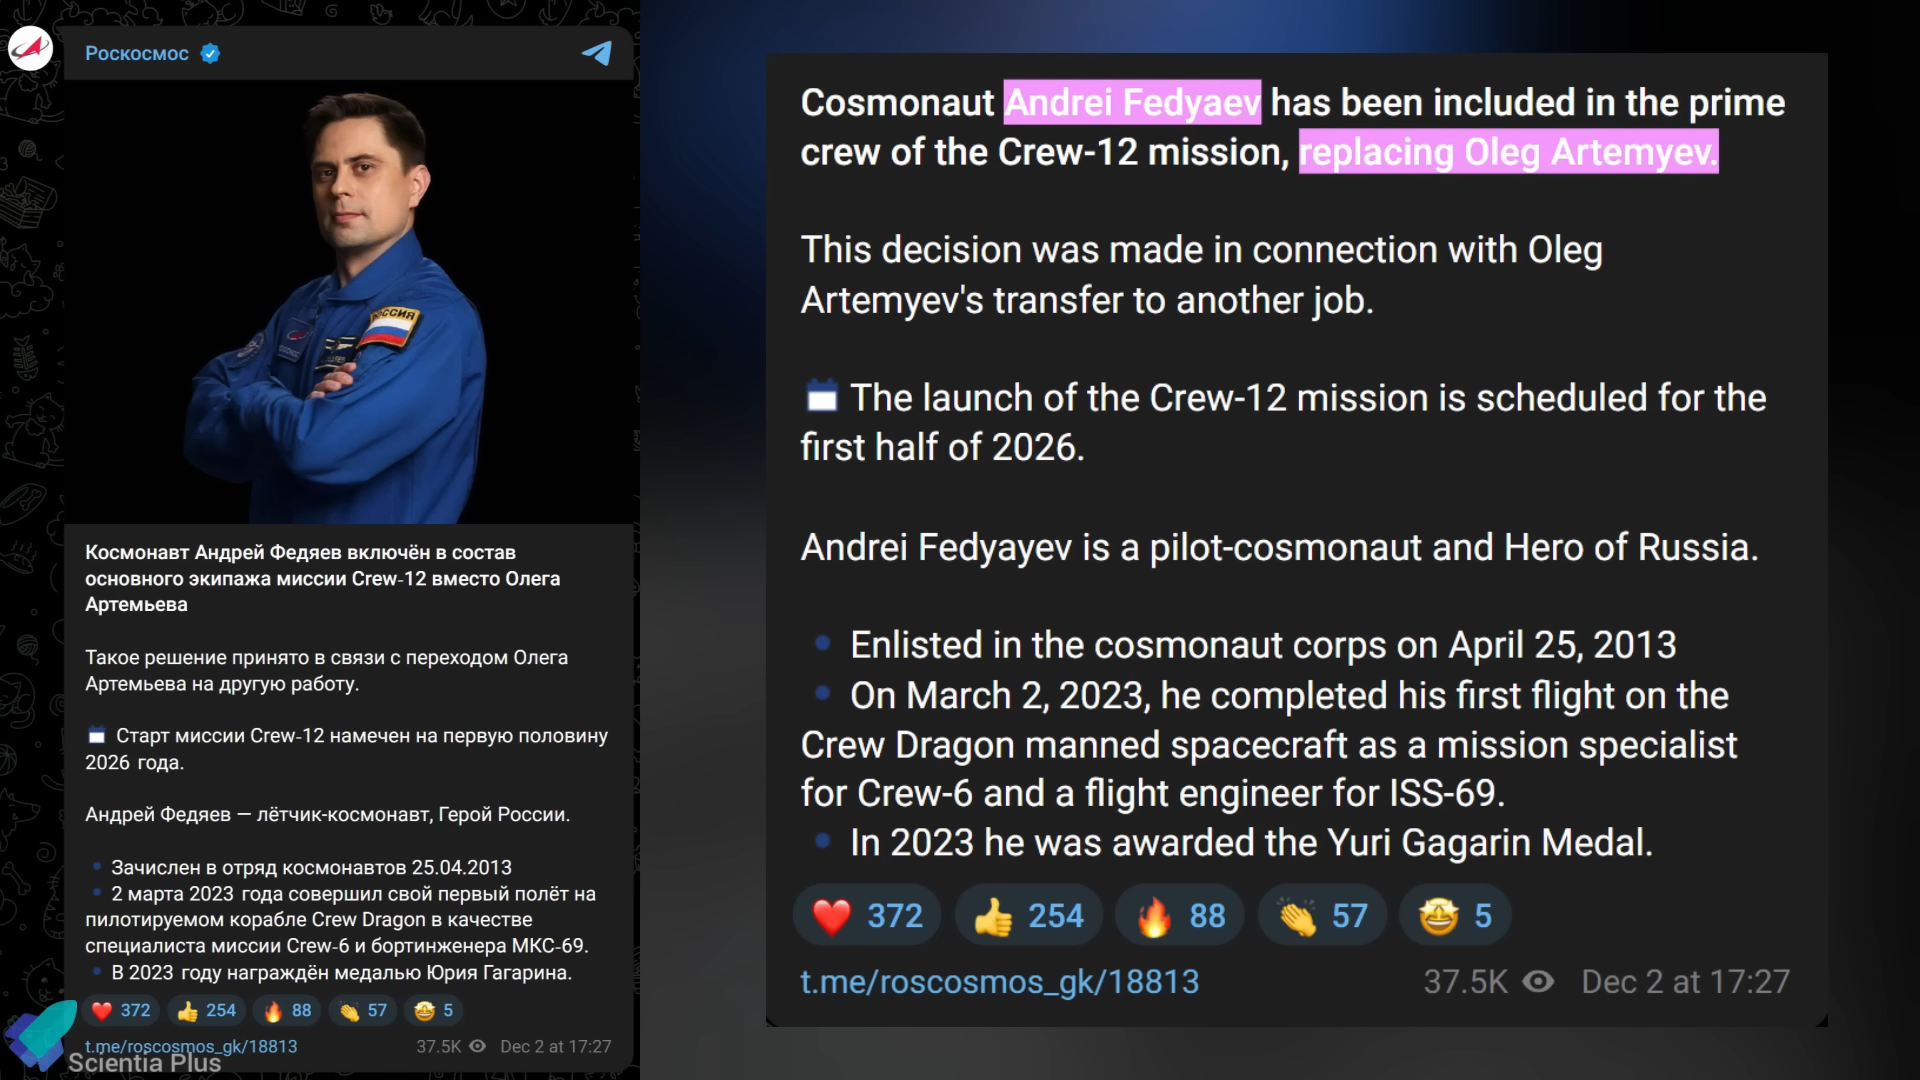 Роскосмос
РОССИЯ
Космонавт Андрей Федяев включён в состав
основного экипажа миссии Crew-12 вместо Олега
Артемьева
Такое решение принято в связи с переходом Олега
Артемьева на другую работу.
Старт миссии Crew-12 намечен на первую половину
2026 года.
Андрей Федяев — лётчик-космонавт, Герой России.
• Зачислен в отряд космонавтов 25.04.2013
• 2 марта 2023 года совершил свой первый полёт на
пилотируемом корабле Crew Dragon в качестве
специалиста миссии Crew-6 и бортинженера МКС-69.
• В 2023 году награждён медалью Юрия Гагарина.
❤️ 372 👍 254 🔥 88 👏 57 🤩 5
t.me/roscosmos_gk/18813 37.5K Dec 2 at 17:27
Scientia Plus
Cosmonaut Andrei Fedyaev has been included in the prime
crew of the Crew-12 mission, replacing Oleg Artemyev.
This decision was made in connection with Oleg
Artemyev's transfer to another job.
The launch of the Crew-12 mission is scheduled for the
first half of 2026.
Andrei Fedyayev is a pilot-cosmonaut and Hero of Russia.
• Enlisted in the cosmonaut corps on April 25, 2013
• On March 2, 2023, he completed his first flight on the
Crew Dragon manned spacecraft as a mission specialist
for Crew-6 and a flight engineer for ISS-69.
• In 2023 he was awarded the Yuri Gagarin Medal.
❤️ 372 👍 254 🔥 88 👏 57 🤩 5
t.me/roscosmos_gk/18813 37.5K Dec 2 at 17:27